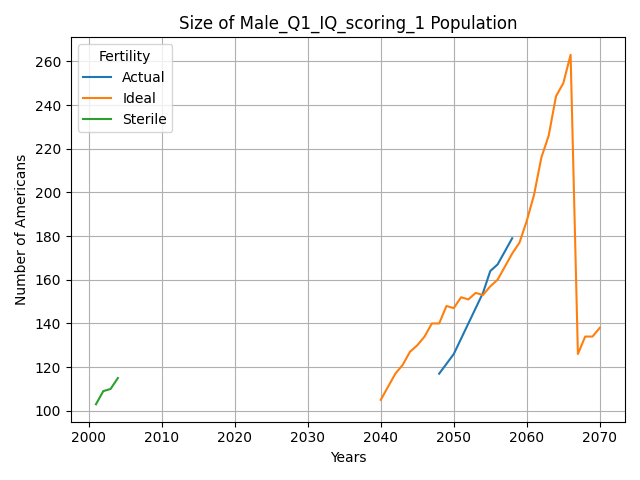 Size of Male_Q1_IQ_scoring_1 Population
Fertility
Actual
Ideal
Sterile
Number of Americans
260
240
220
200
180
160
140
120
100
2000 2010 2020 2030 2040 2050 2060 2070
Years